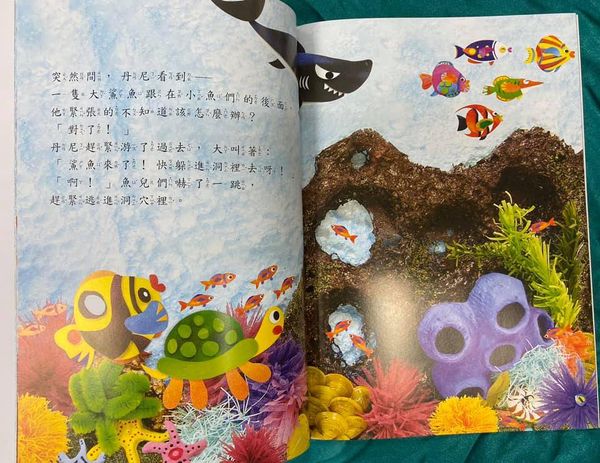 突然間，丹尼看到——
一隻大鯊魚跟在小魚們的後面，
他緊張的不知道該怎麼辦？
「對了！」
丹尼趕緊游了過去，大叫著：
「鯊魚來了！快躲進洞裡去呀！」
「啊！」魚兒們嚇了一跳，
趕緊逃進洞穴裡。